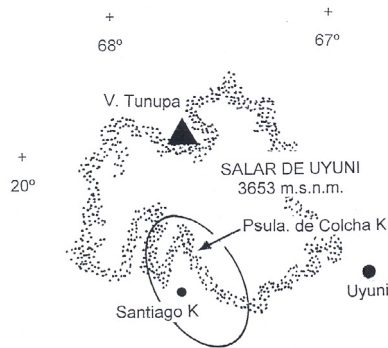 68º
67º
V. Tunupa
20º
SALAR DE UYUNI
3653 m.s.n.m.
Psula. de Colcha K
Santiago K
Uyuni